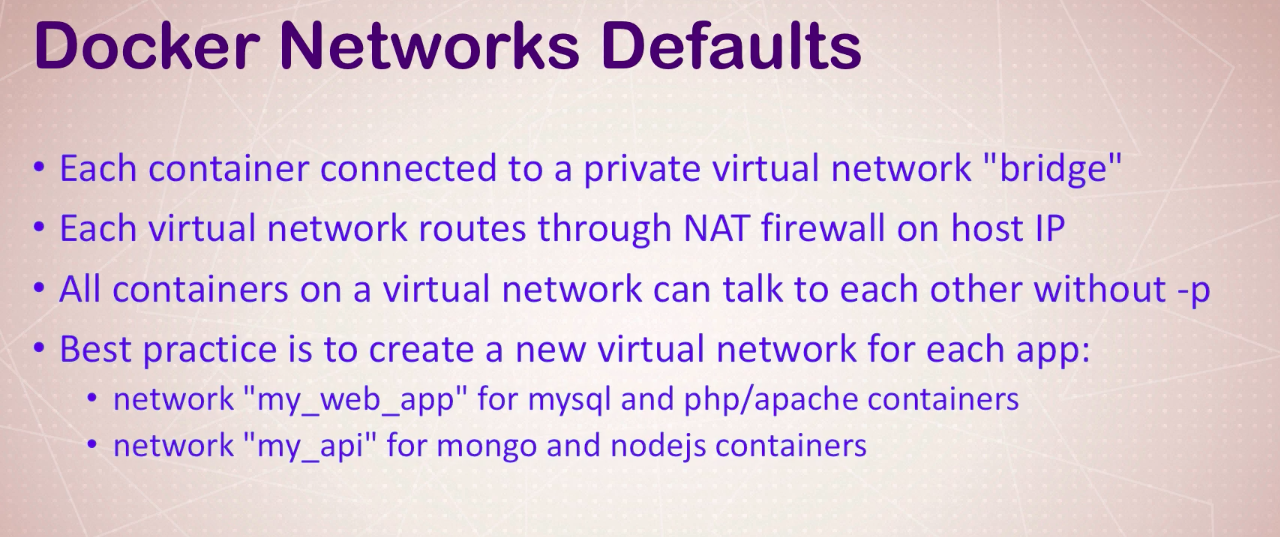 Docker Networks Defaults
• Each container connected to a private virtual network "bridge"
• Each virtual network routes through NAT firewall on host IP
• All containers on a virtual network can talk to each other without -p
• Best practice is to create a new virtual network for each app:
• network "my_web_app" for mysql and php/apache containers
• network "my_api" for mongo and nodejs containers